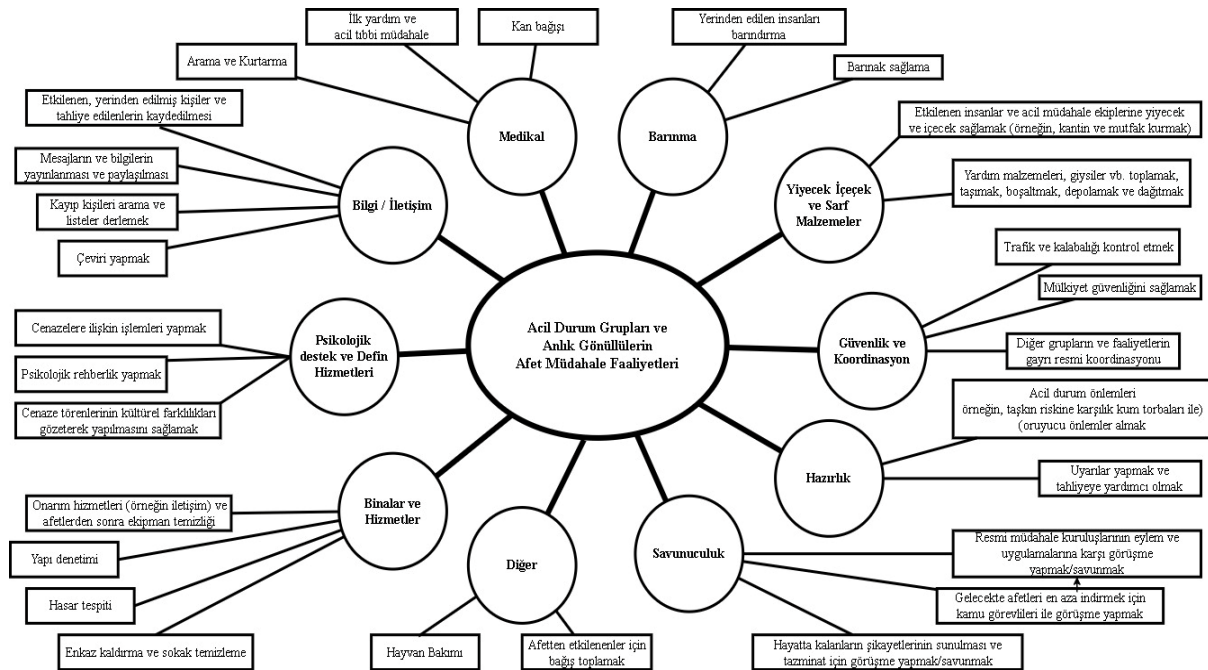 İlk yardım ve
acil tıbbi müdahale
Kan bağışı
Yerinden edilen insanları
barındırma
Arama ve Kurtarma
Barınak sağlama
Medikal
Barınma
Etkilenen, yerinden edilmiş kişiler ve
tahliye edilenlerin kaydedilmesi
Mesajların ve bilgilerin
yayınlanması ve paylaşılması
Kayıp kişileri arama ve
listeler derlemek
Çeviri yapmak
Bilgi / İletişim
Etkilenen insanlar ve acil müdahale ekiplerine yiyecek
ve içecek sağlamak (örneğin, kantin ve mutfak kurmak)
Yardım malzemeleri, giysiler vb. toplamak,
taşımak, boşaltmak, depolamak ve dağıtmak
Yiyecek İçeçek
ve Sarf
Malzemeler
Acil Durum Grupları ve
Anlık Gönüllülerin
Afet Müdahale Faaliyetleri
Trafik ve kalabalığı kontrol etmek
Mülkiyet güvenliğini sağlamak
Diğer grupların ve faaliyetlerin
gayrı resmi koordinasyonu
Güvenlik ve
Koordinasyon
Cenazelere ilişkin işlemleri yapmak
Psikolojik rehberlik yapmak
Cenaze törenlerinin kültürel farklılıkları
gözeterek yapılmasını sağlamak
Psikolojik
destek ve Defin
Hizmetleri
Acil durum önlemleri
örneğin, taşkın riskine karşılık kum torbaları ile)
(oruyucu önlemler almak
Uyarılar yapmak ve
tahliyeye yardımcı olmak
Hazırlık
Onarım hizmetleri (örneğin iletişim) ve
afetlerden sonra ekipman temizliği
Yapı denetimi
Hasar tespiti
Enkaz kaldırma ve sokak temizleme
Binalar ve
Hizmetler
Diğer
Hayvan Bakımı
Afetten etkilenenler için
bağış toplamak
Savunuculuk
Resmi müdahale kuruluşlarının eylem ve
uygulamalarına karşı görüşme
yapmak/savunmak
Gelecekte afetleri en aza indirmek için
kamu görevlileri ile görüşme yapmak
Hayatta kalanların şikayetlerinin sunulması ve
tazminat için görüşme yapmak/savunmak